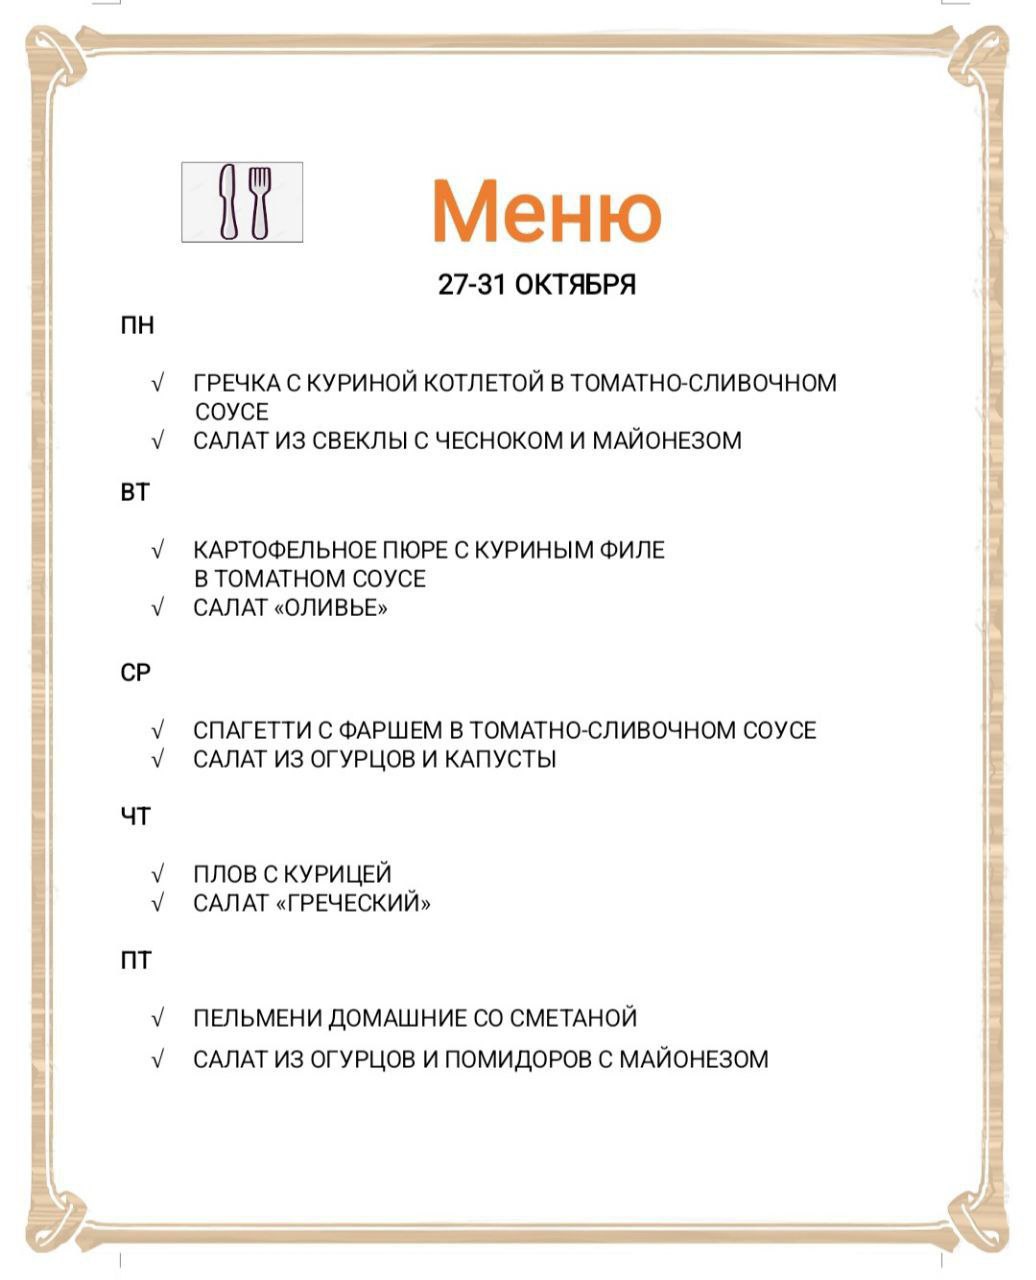 Меню
27-31 ОКТЯБРЯ
ПН
√ ГРЕЧКА С КУРИНОЙ КОТЛЕТОЙ В ТОМАТНО-СЛИВОЧНОМ
СОУСЕ
√ САЛАТ ИЗ СВЕКЛЫ С ЧЕСНОКОМ И МАЙОНЕЗОМ
ВТ
√ КАРТОФЕЛЬНОЕ ПЮРЕ С КУРИНЫМ ФИЛЕ
В ТОМАТНОМ СОУСЕ
√ САЛАТ «ОЛИВЬЕ»
СР
√ СПАГЕТТИ С ФАРШЕМ В ТОМАТНО-СЛИВОЧНОМ СОУСЕ
√ САЛАТ ИЗ ОГУРЦОВ И КАПУСТЫ
ЧТ
√ ПЛОВ С КУРИЦЕЙ
√ САЛАТ «ГРЕЧЕСКИЙ»
ПТ
√ ПЕЛЬМЕНИ ДОМАШНИЕ СО СМЕТАНОЙ
√ САЛАТ ИЗ ОГУРЦОВ И ПОМИДОРОВ С МАЙОНЕЗОМ